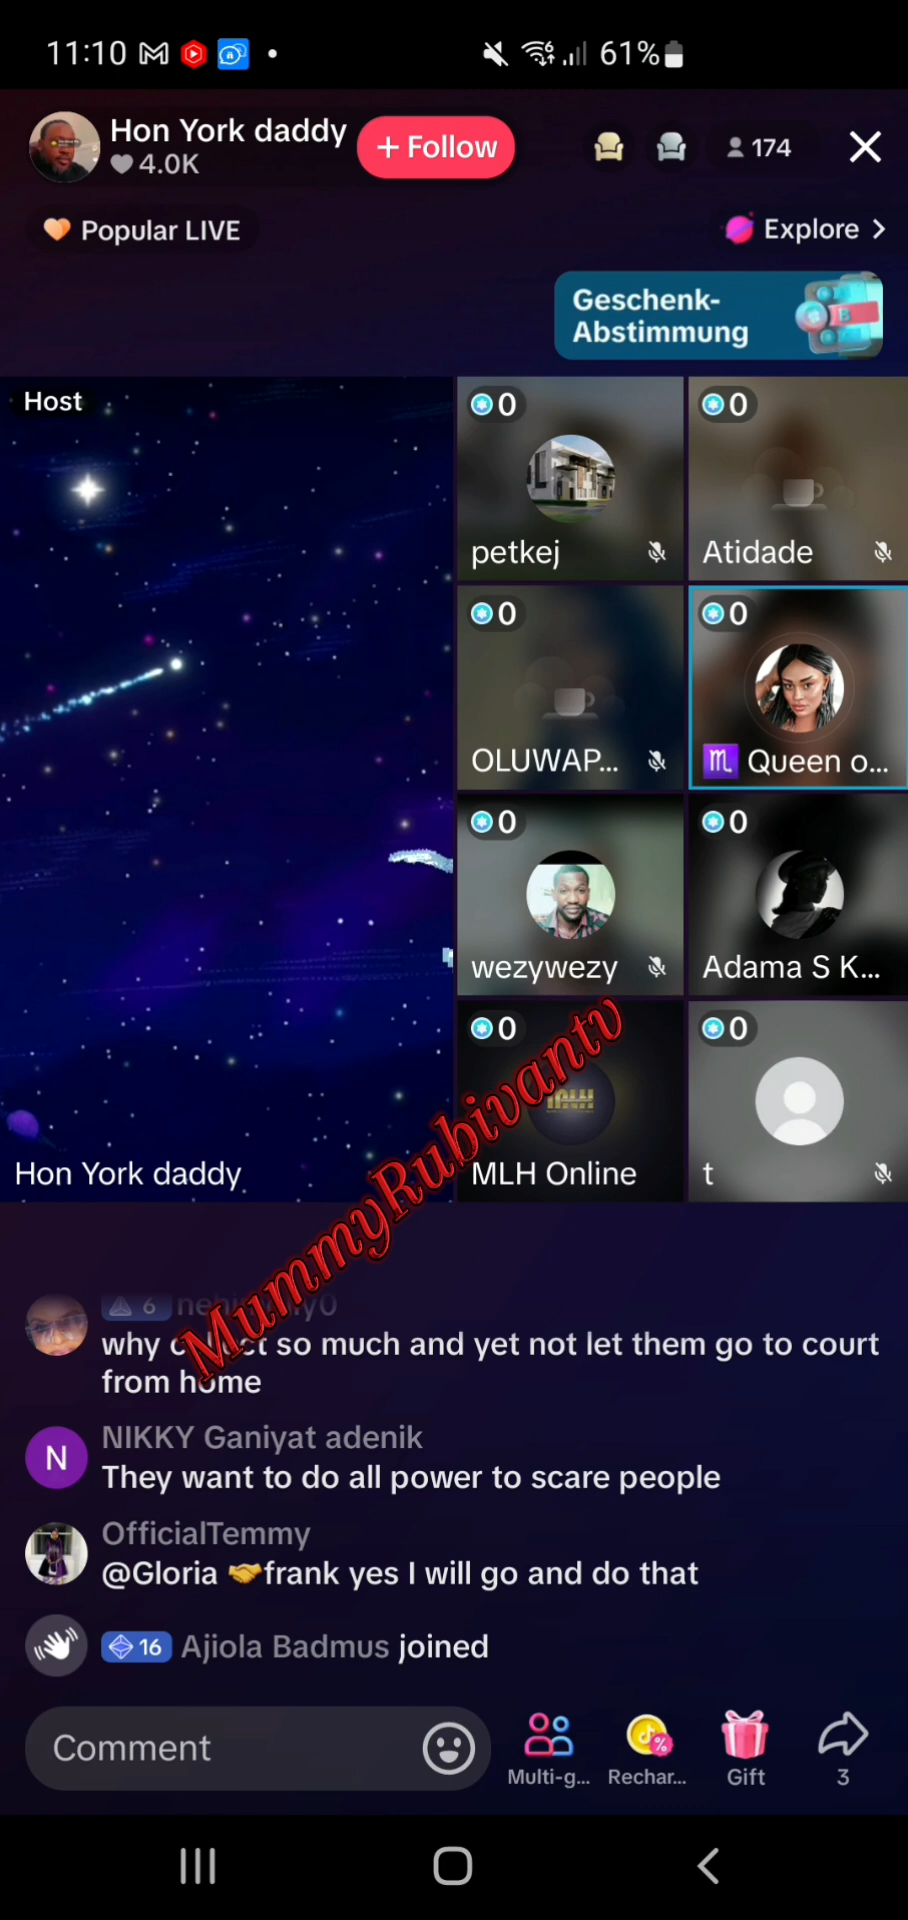 11:10
61%
Hon York daddy
4.0K
+ Follow
174
Popular LIVE
Explore >
Geschenk-
Abstimmung
Host
0
0
petkej
Atidade
0
0
OLUWAP...
Queen o...
0
0
wezywezy
Adama S K...
0
0
Hon York daddy
MLH Online
t
MummyRubivantv
6
why so much and yet not let them go to court
from home
NIKKY Ganiyat adenik
They want to do all power to scare people
OfficialTemmy
@Gloria 🤝frank yes I will go and do that
16 Ajiola Badmus joined
Comment
Multi-g...
Rechar...
Gift
3